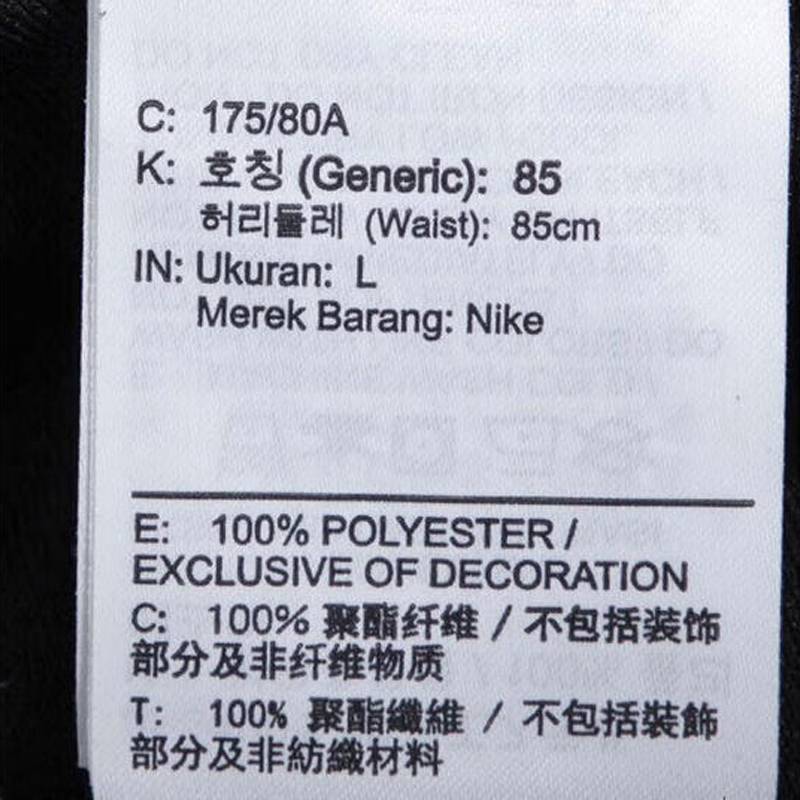 C: 175/80A
K: 호칭 (Generic): 85
허리둘레 (Waist): 85cm
IN: Ukuran: L
Merek Barang: Nike
E: 100% POLYESTER /
EXCLUSIVE OF DECORATION
C: 100% 聚酯纤维 / 不包括装饰
部分及非纤维物质
T: 100% 聚酯纖維 / 不包括裝飾
部分及非紡織材料